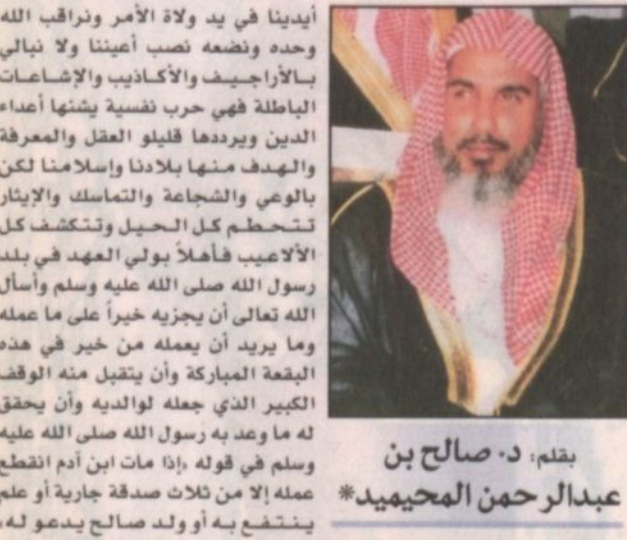 أيدينا في يد ولاة الأمر ونراقب الله
وحده ونضعه نصب أعيننا ولا نبالي
بالأراجيف والأكاذيب والإشاعات
الباطلة فهي حرب نفسية يشنها أعداء
الدين ويرددها قليلو العقل والمعرفة
والهدف منها بلادنا وإسلامنا لكن
بالوعي والشجاعة والتماسك والإيثار
تتحطم كل الحيل وتتكشف كل
الألاعيب فأهلاً بولي العهد في بلد
رسول الله صلى الله عليه وسلم وأسأل
الله تعالى أن يجزيه خيراً على ما عمله
وما يريد أن يعمله من خير في هذه
البقعة المباركة وأن يتقبل منه الوقف
الكبير الذي جعله لوالديه وأن يحقق
له ما وعد به رسول الله صلى الله عليه
وسلم في قوله «إذا مات ابن آدم انقطع
عمله إلا من ثلاث صدقة جارية أو علم
ينتفع به أو ولد صالح يدعو له»
بقلم: د. صالح بن
عبدالرحمن المحيميد*